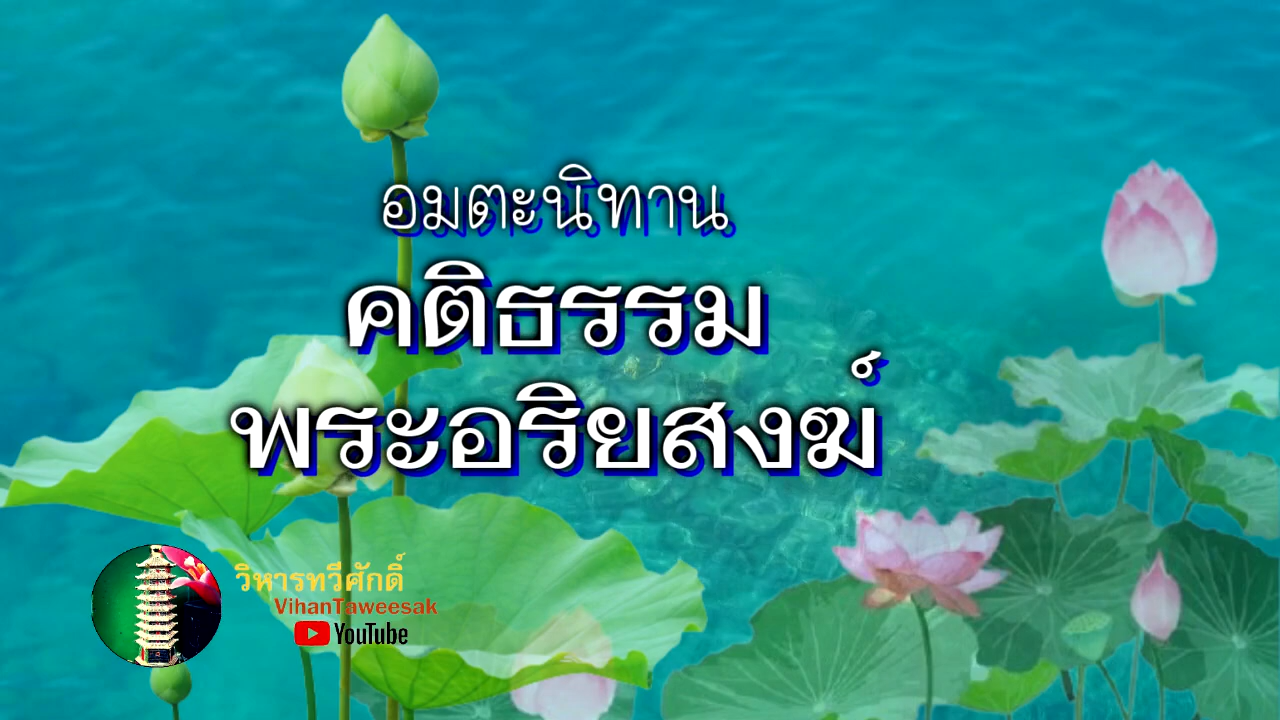 อมตะนิทาน
คติธรรม
พระอริยสงฆ์
วิหารทวีศักดิ์
VihanTaweesak
YouTube